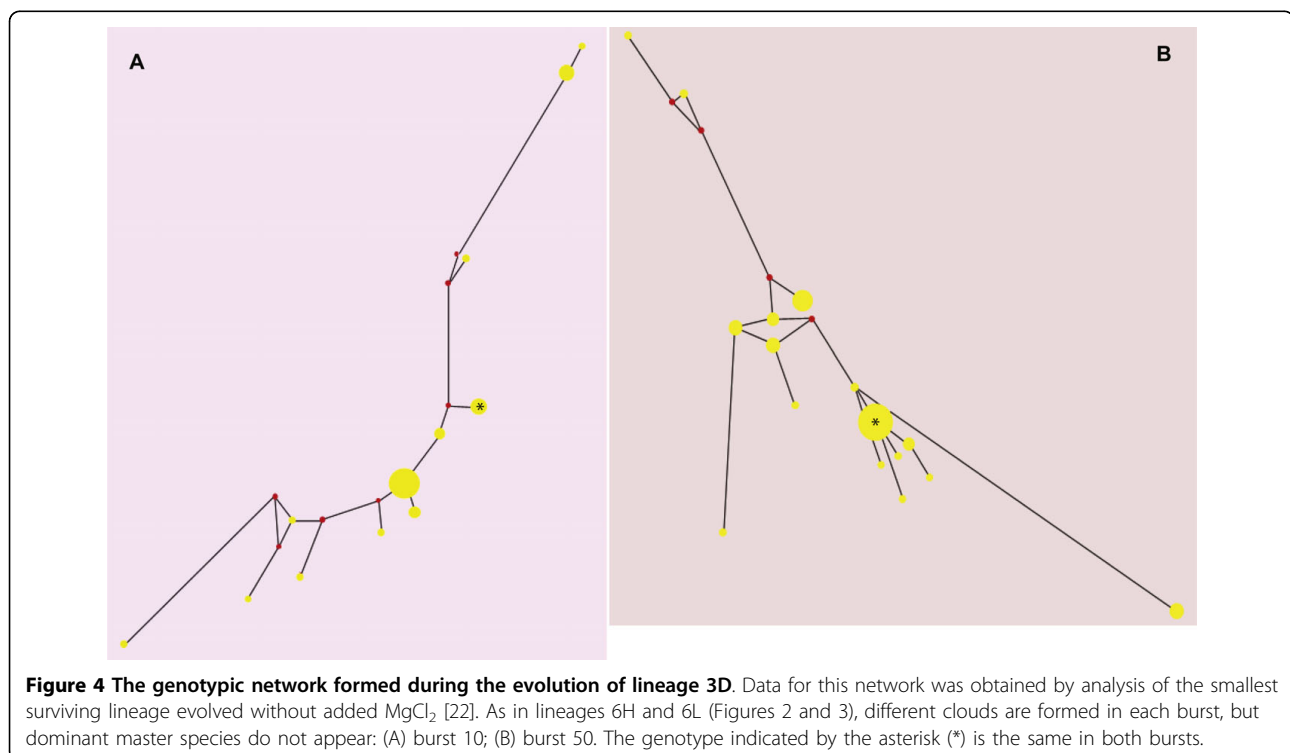 A
B
*
*
Figure 4 The genotypic network formed during the evolution of lineage 3D. Data for this network was obtained by analysis of the smallest
surviving lineage evolved without added MgCl₂ [22]. As in lineages 6H and 6L (Figures 2 and 3), different clouds are formed in each burst, but
dominant master species do not appear: (A) burst 10; (B) burst 50. The genotype indicated by the asterisk (*) is the same in both bursts.